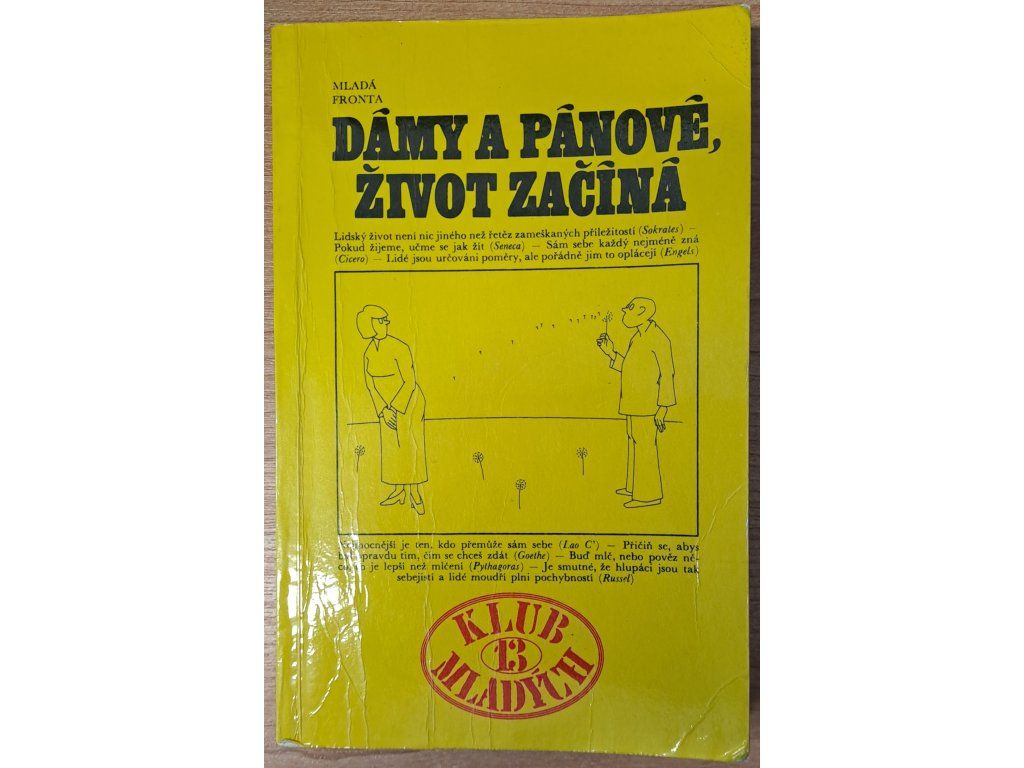 MLADÁ
FRONTA
DÁMY A PÁNOVÉ,
ŽIVOT ZAČÍNÁ
Lidský život není nic jiného než řetěz zameškaných příležitostí (Sokrates) –
Pokud žijeme, učme se jak žít (Seneca) — Sám sebe každý nejméně zná
(Cicero) — Lidé jsou určováni poměry, ale pořádně jim to oplácejí (Engels)
je ten, kdo přemůže sám sebe (Lao C') — Přičiň se, abys
opravdu tím, čím se chceš zdát (Goethe) — Buď mlč, nebo pověz ně-
je lepší než mlčení (Pythagoras) — Je smutné, že hlupáci jsou tak
sebejistí a lidé moudří plni pochybností (Russel)
KLUB
13
MLADÝCH